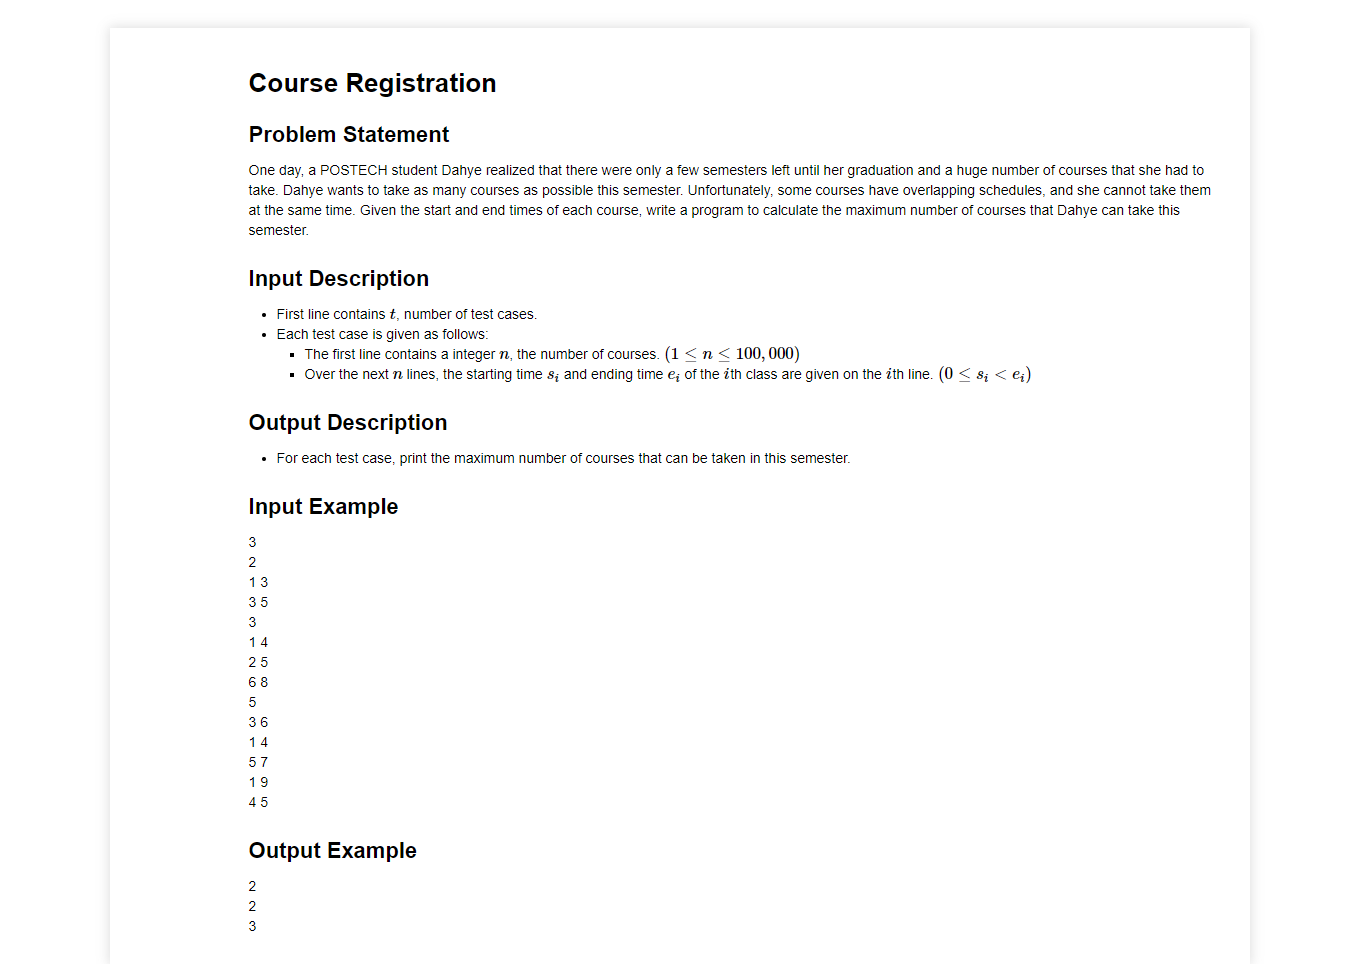 Course Registration
Problem Statement
One day, a POSTECH student Dahye realized that there were only a few semesters left until her graduation and a huge number of courses that she had to
take. Dahye wants to take as many courses as possible this semester. Unfortunately, some courses have overlapping schedules, and she cannot take them
at the same time. Given the start and end times of each course, write a program to calculate the maximum number of courses that Dahye can take this
semester.
Input Description
• First line contains t, number of test cases.
• Each test case is given as follows:
▪ The first line contains a integer n, the number of courses. (1 ≤ n ≤ 100,000)
▪ Over the next n lines, the starting time s_i and ending time e_i of the ith class are given on the ith line. (0 ≤ s_i < e_i)
Output Description
• For each test case, print the maximum number of courses that can be taken in this semester.
Input Example
3
2
1 3
3 5
3
1 4
2 5
6 8
5
3 6
1 4
5 7
1 9
4 5
Output Example
2
2
3